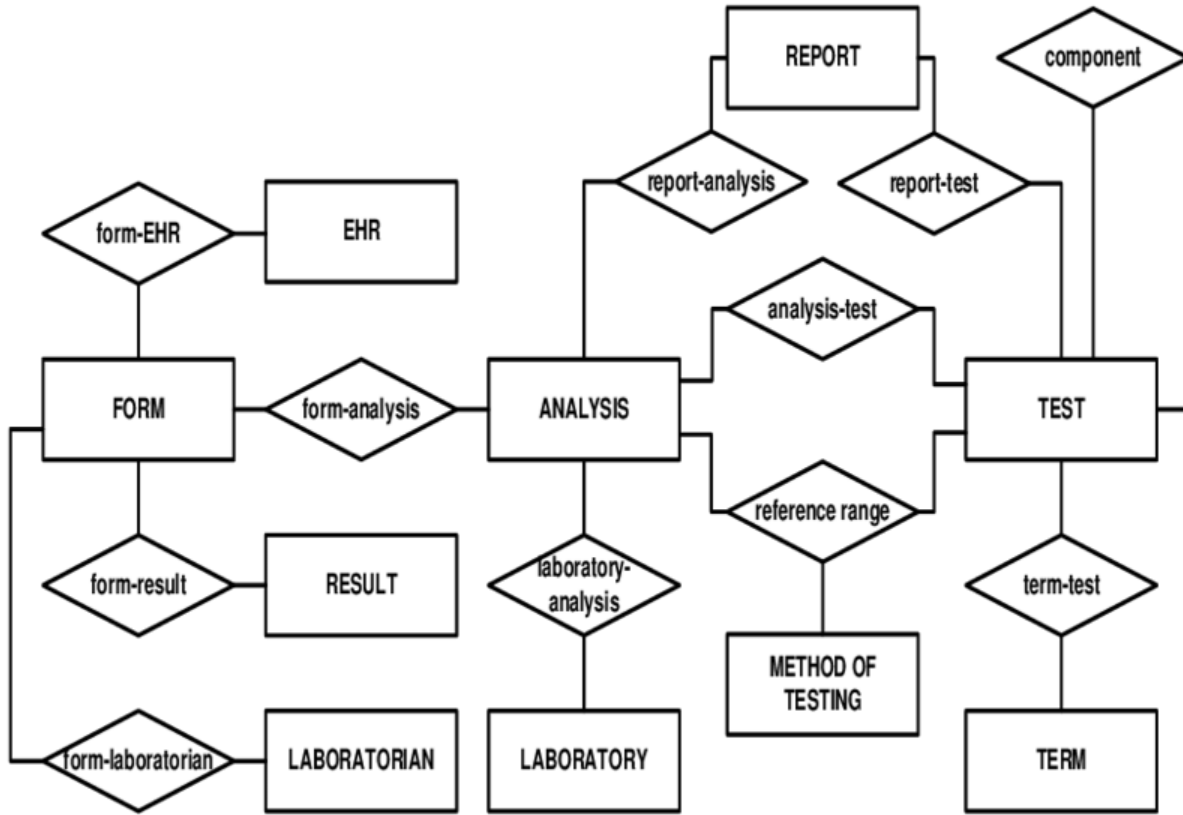 REPORT
component
report-analysis
report-test
form-EHR
EHR
analysis-test
FORM
form-analysis
ANALYSIS
TEST
reference range
form-result
RESULT
laboratory-
analysis
term-test
METHOD OF
TESTING
form-laboratorian
LABORATORIAN
LABORATORY
TERM